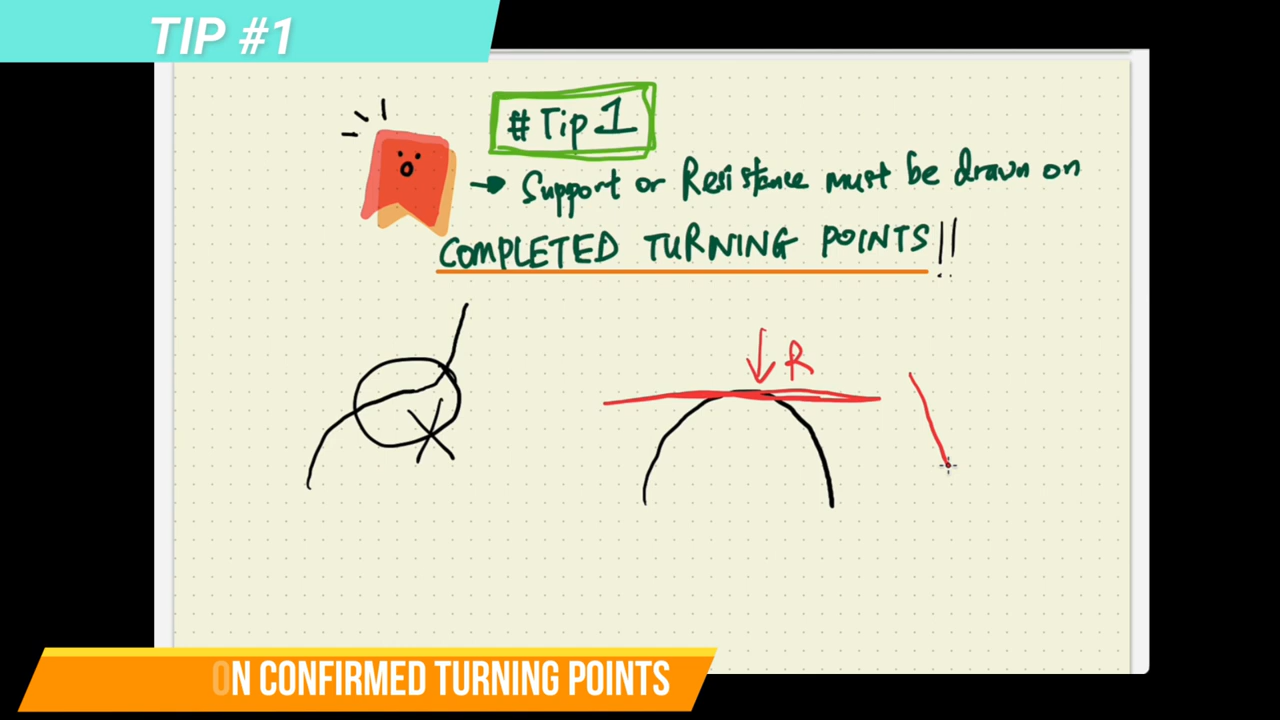 TIP #1
# Tip 1
→ Support or Resistance must be drawn on
COMPLETED TURNING POINTS!!
R
ON CONFIRMED TURNING POINTS